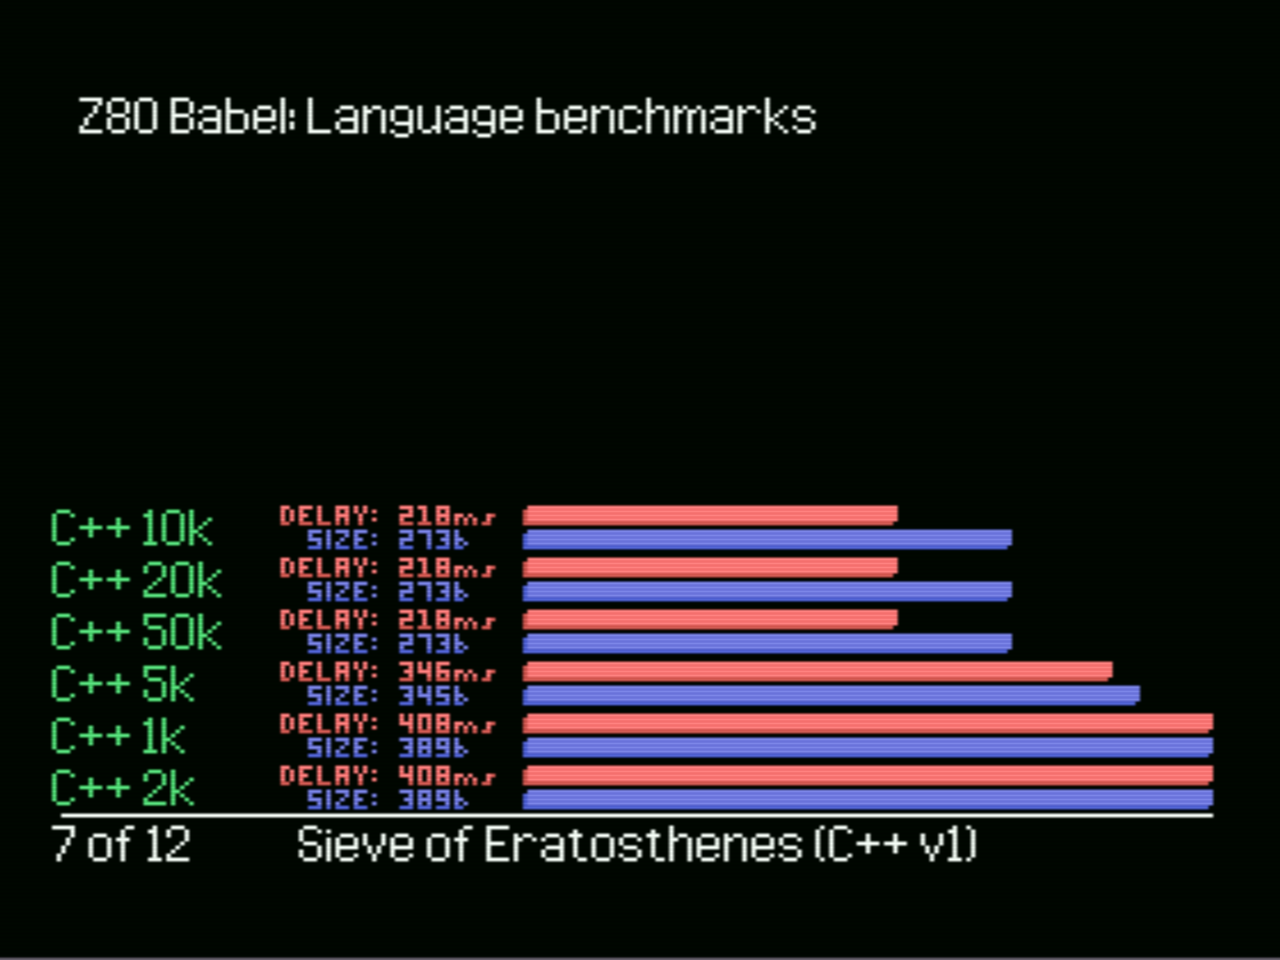 Z80 Babel: Language benchmarks
C++ 10k DELAY: 218ms
SIZE: 273b
C++ 20k DELAY: 218ms
SIZE: 273b
C++ 50k DELAY: 218ms
SIZE: 273b
C++ 5k DELAY: 346ms
SIZE: 345b
C++ 1k DELAY: 408ms
SIZE: 389b
C++ 2k DELAY: 408ms
SIZE: 389b
7 of 12 Sieve of Eratosthenes (C++ v1)